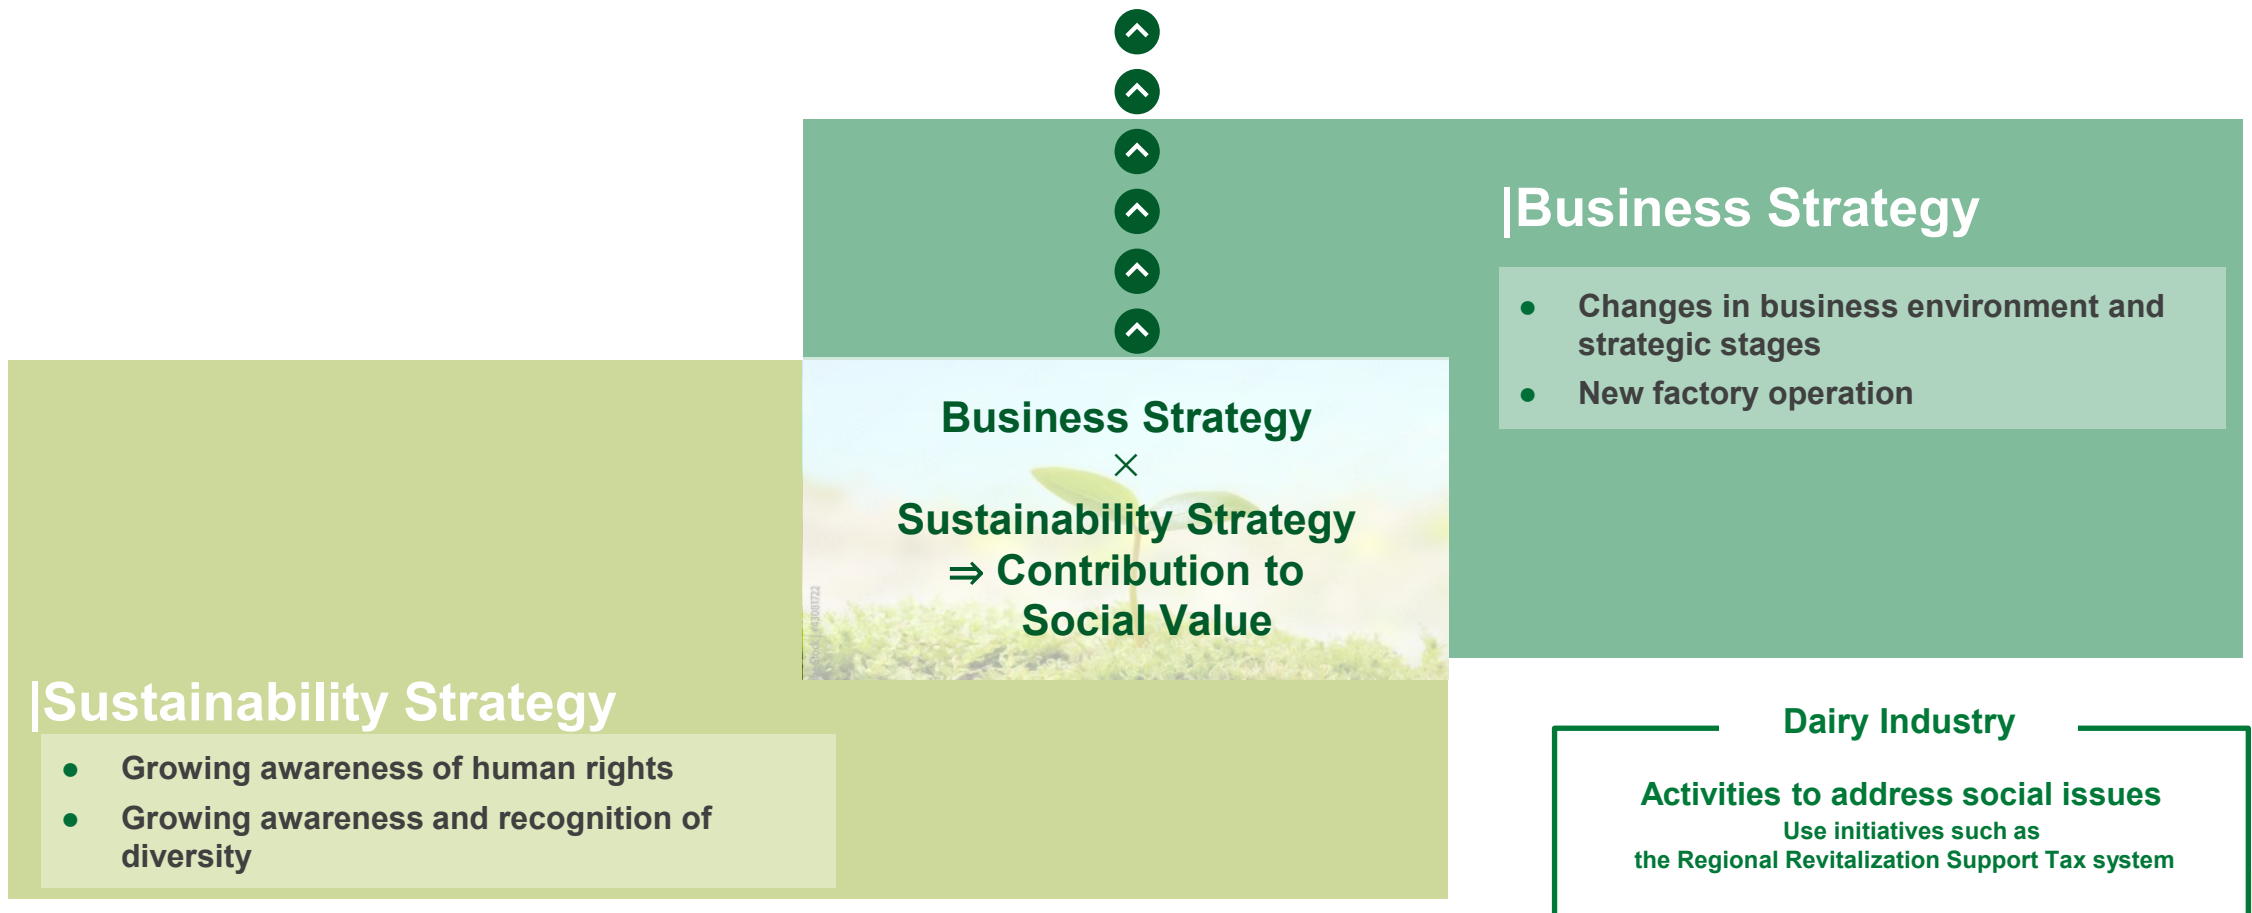 |Business Strategy
● Changes in business environment and
strategic stages
● New factory operation
Business Strategy
×
Sustainability Strategy
⇒ Contribution to
Social Value
|Sustainability Strategy
● Growing awareness of human rights
● Growing awareness and recognition of
diversity
Dairy Industry
Activities to address social issues
Use initiatives such as
the Regional Revitalization Support Tax system